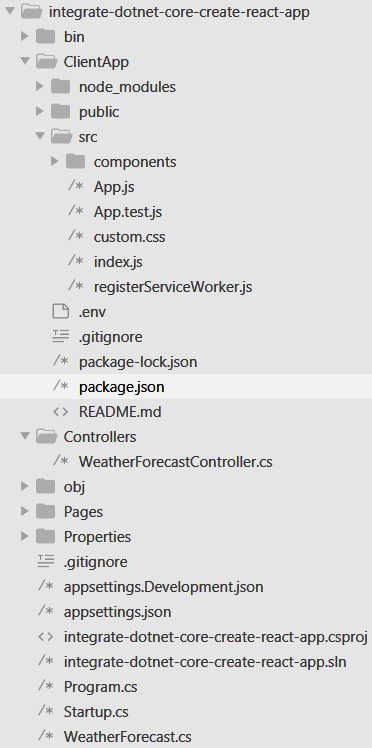 integrate-dotnet-core-create-react-app
bin
ClientApp
node_modules
public
src
components
App.js
App.test.js
custom.css
index.js
registerServiceWorker.js
.env
.gitignore
package-lock.json
package.json
README.md
Controllers
WeatherForecastController.cs
obj
Pages
Properties
.gitignore
appsettings.Development.json
appsettings.json
integrate-dotnet-core-create-react-app.csproj
integrate-dotnet-core-create-react-app.sln
Program.cs
Startup.cs
WeatherForecast.cs